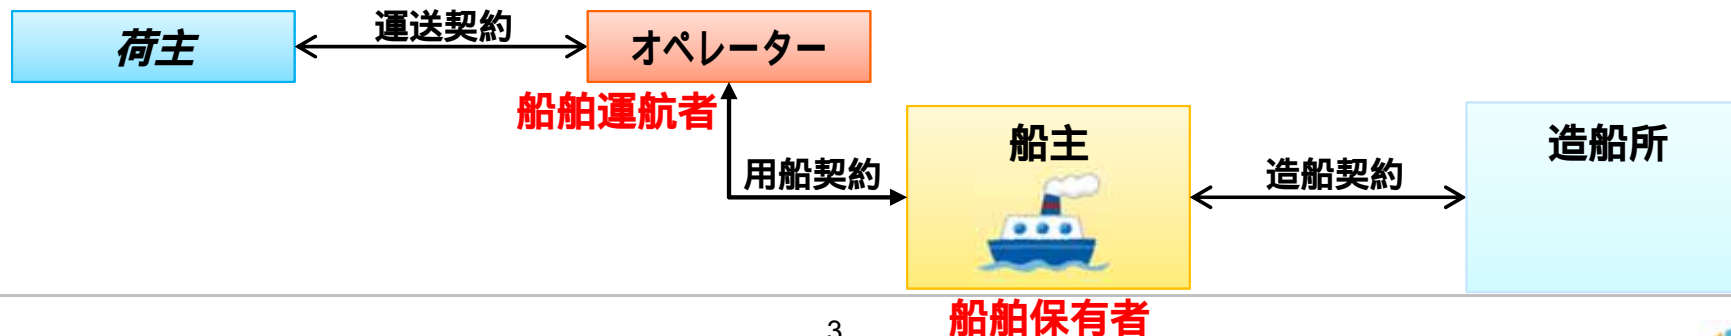 荷主
運送契約
オペレーター
船舶運航者
用船契約
船主
造船契約
造船所
船舶保有者
3